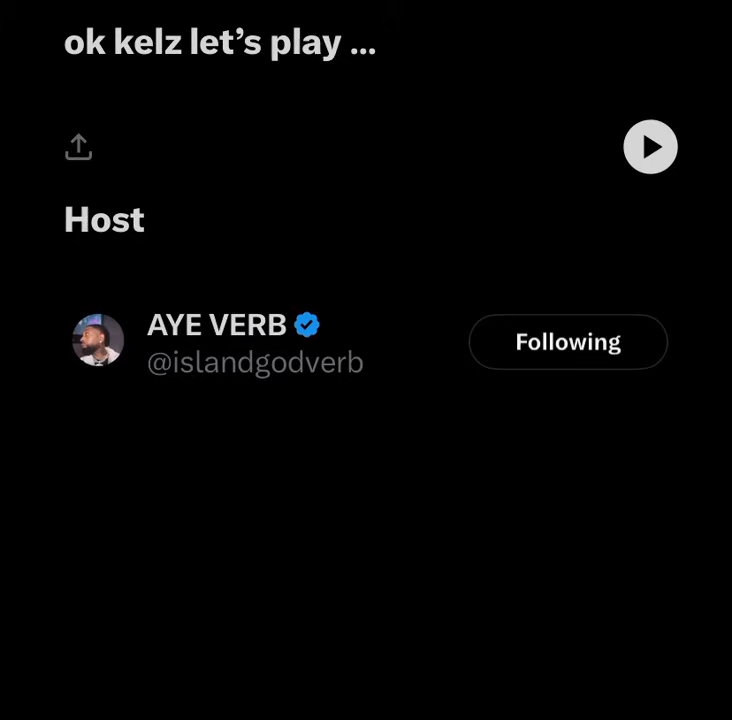 ok kelz let’s play ...
Host
AYE VERB
@islandgodverb
Following